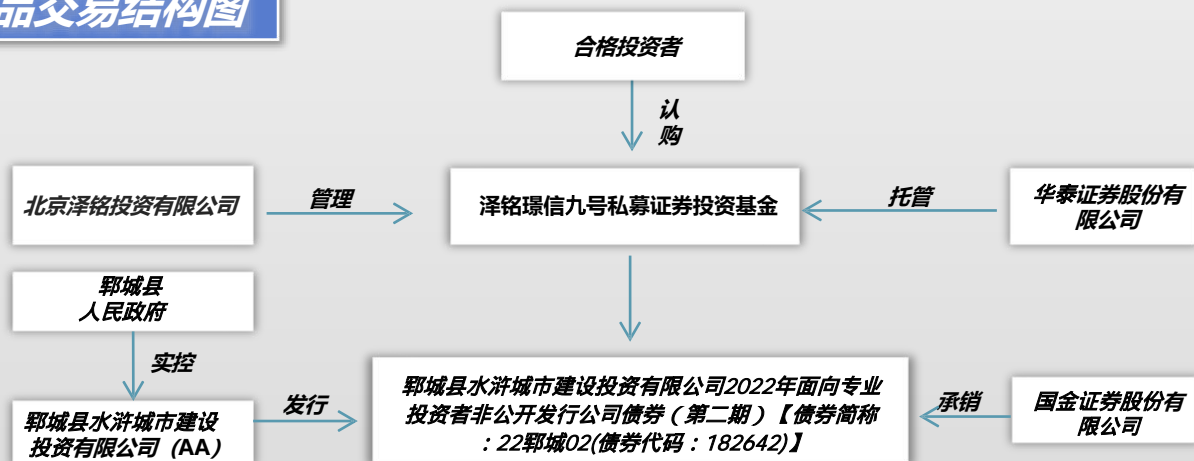 品交易结构图
合格投资者
认
购
北京泽铭投资有限公司
管理
泽铭璟信九号私募证券投资基金
托管
华泰证券股份有
限公司
郓城县
人民政府
实控
郓城县水浒城市建设
投资有限公司（AA）
发行
郓城县水浒城市建设投资有限公司2022年面向专业
投资者非公开发行公司债券（第二期）【债券简称
：22郓城02(债券代码：182642)】
承销
国金证券股份有
限公司